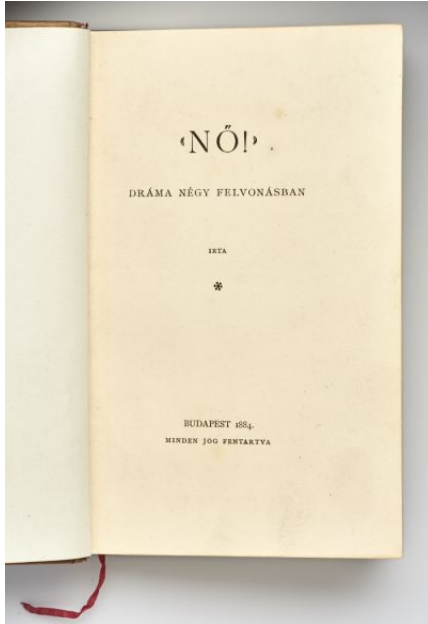 ‹NŐ!›
DRÁMA NÉGY FELVONÁSBAN
IRTA
*
BUDAPEST 1884.
MINDEN JOG FENTARTVA